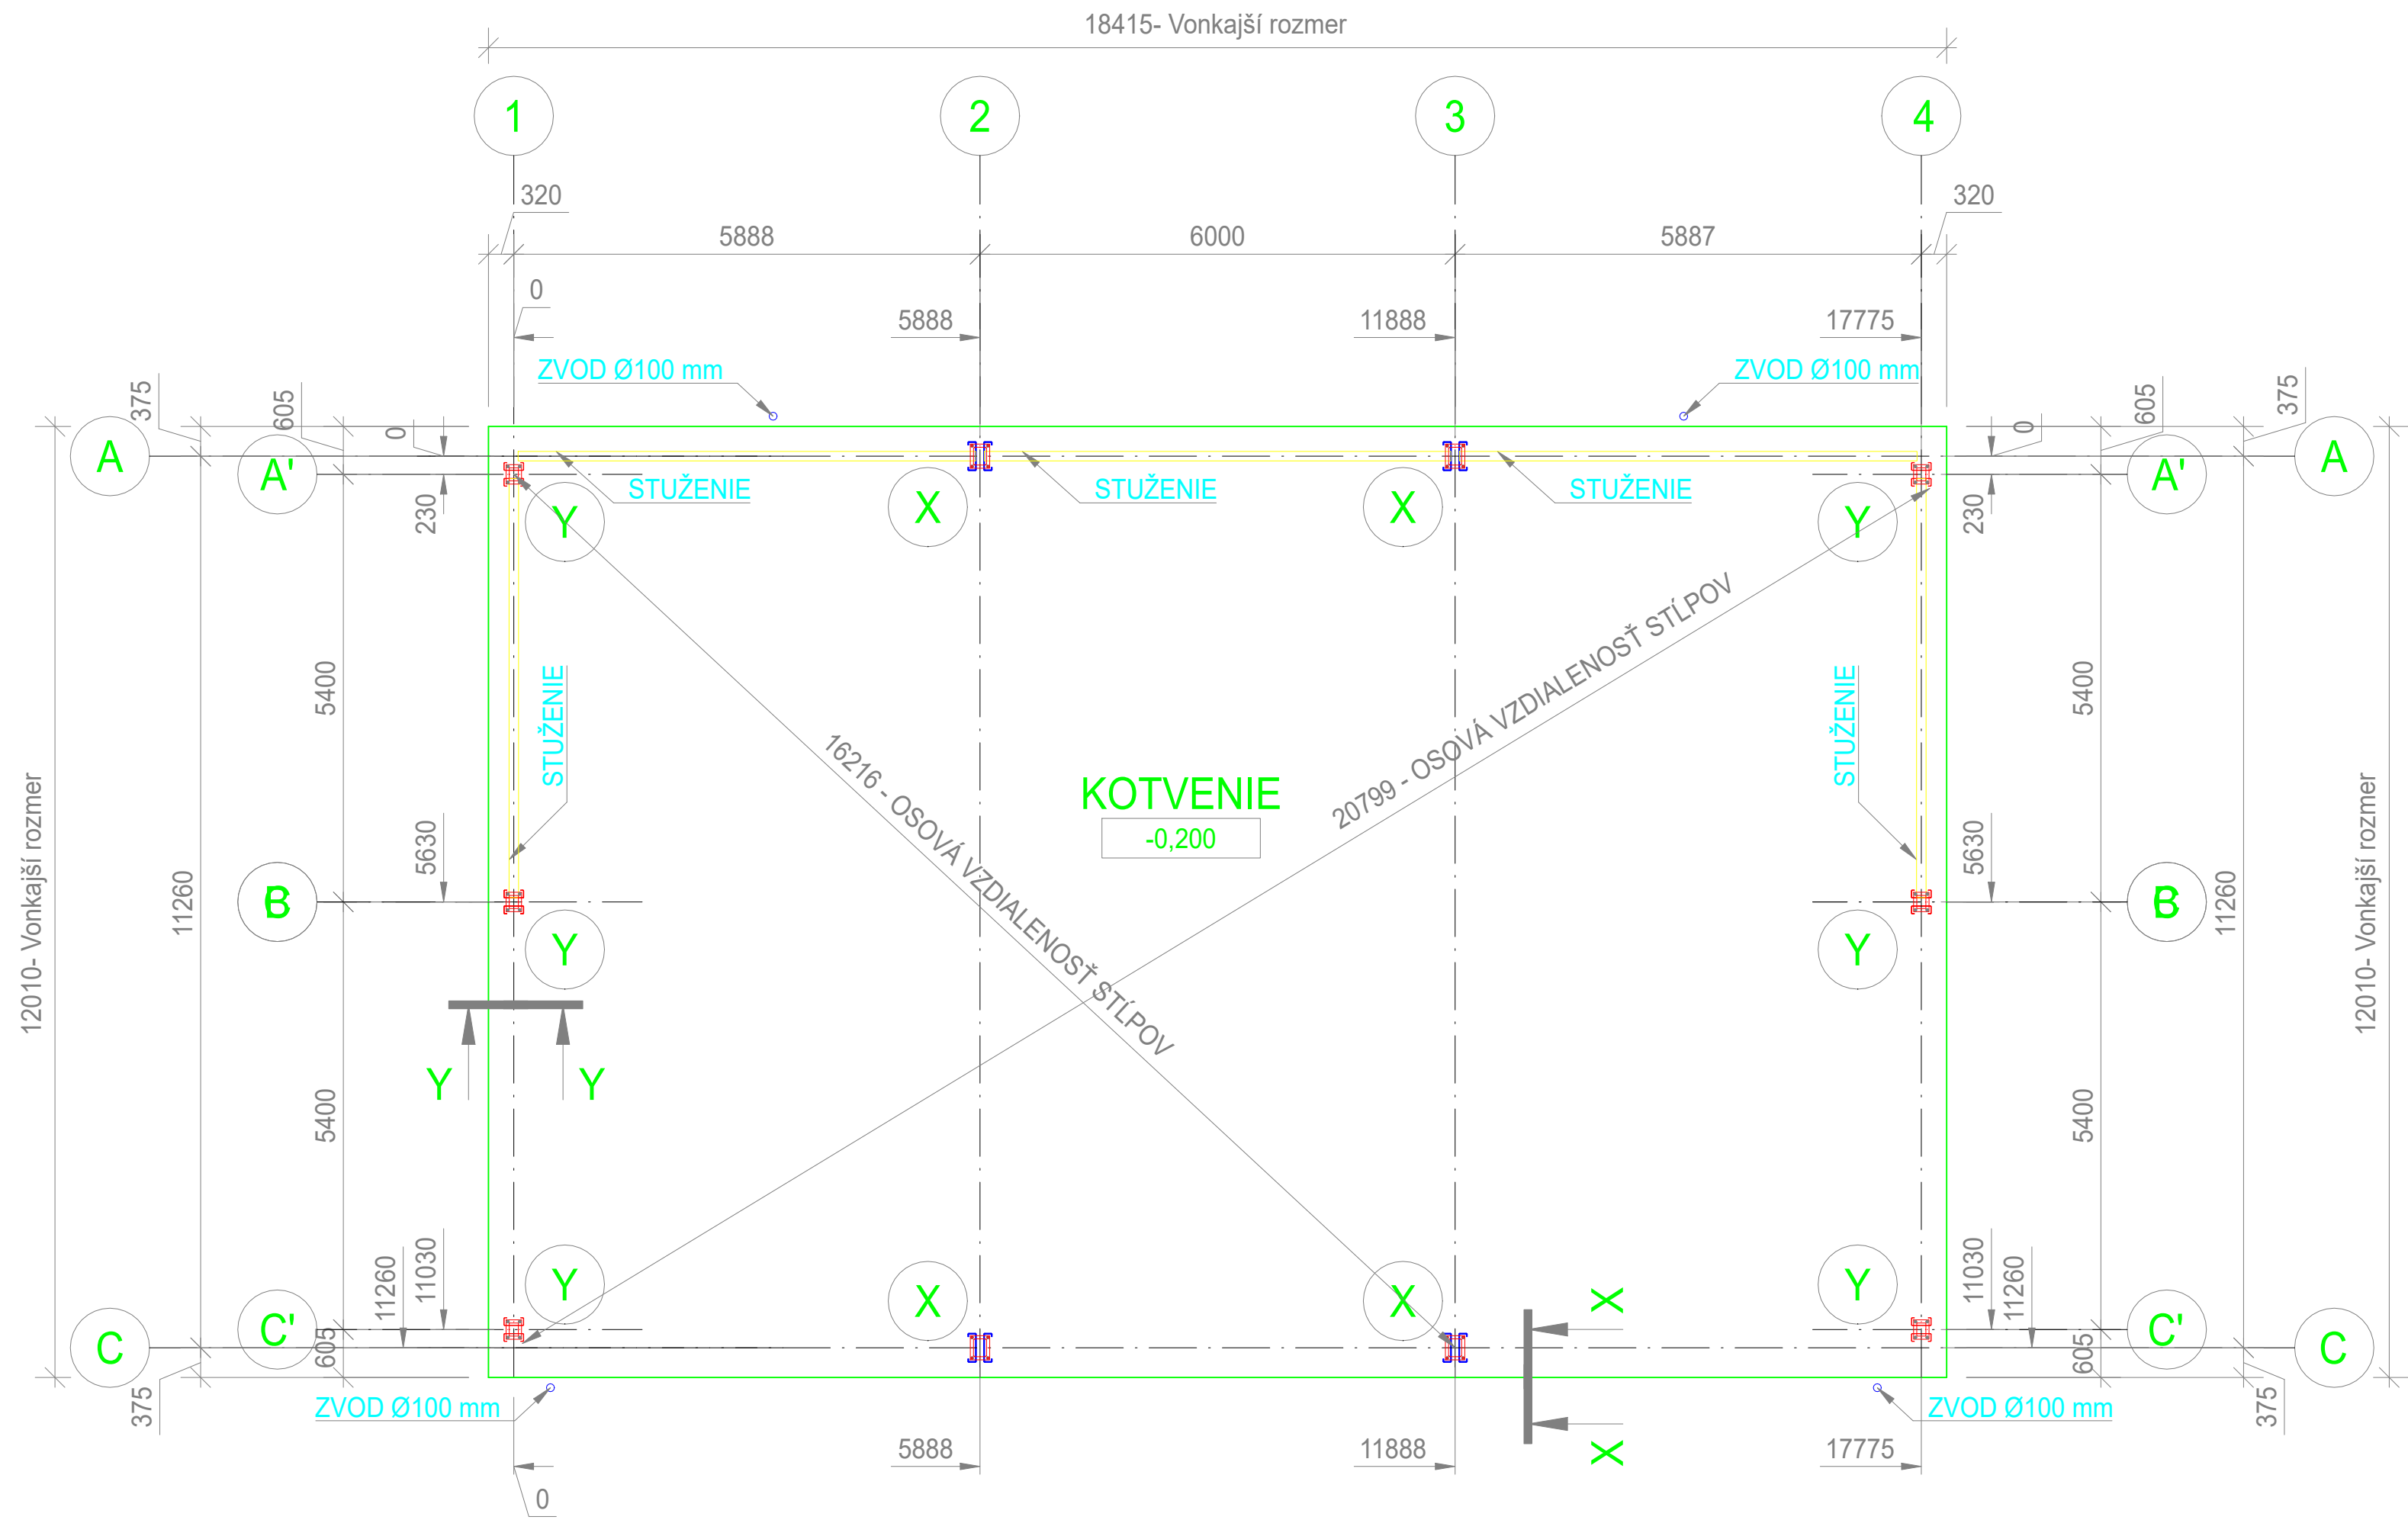 18415- Vonkajší rozmer
1
2
3
4
320
320
5888
6000
5887
0
5888
11888
17775
ZVOD Ø100 mm
ZVOD Ø100 mm
375
605
0
0
605
375
A
A'
A'
A
230
230
STUŽENIE
STUŽENIE
STUŽENIE
Y
X
X
Y
5400
5400
STUŽENIE
STUŽENIE
16216 - OSOVÁ VZDIALENOSŤ STĹPOV
20799 - OSOVÁ VZDIALENOSŤ STĹPOV
KOTVENIE
-0,200
12010- Vonkajší rozmer
12010- Vonkajší rozmer
11260
11260
5630
5630
B
B
Y
Y
Y
Y
5400
5400
11260
11030
11030
11260
Y
X
X
Y
X
X
C
C'
C'
C
605
605
375
375
ZVOD Ø100 mm
ZVOD Ø100 mm
5888
11888
17775
0